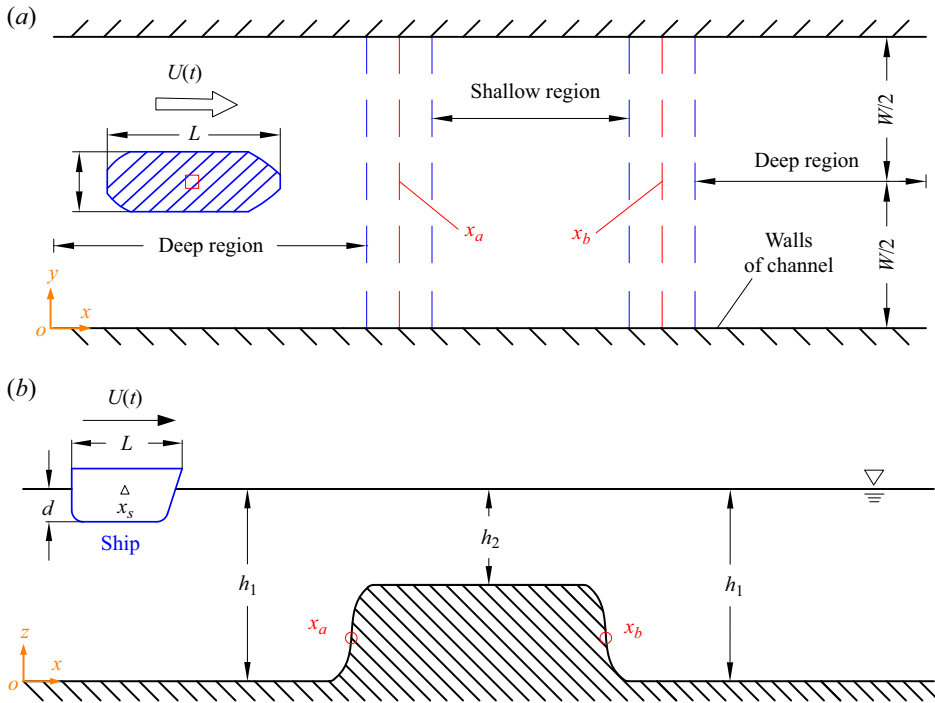 (a)
U(t)
L
Shallow region
W/2
Deep region
x_a
x_b
Deep region
Walls
of channel
W/2
y
x
o
(b)
U(t)
L
d
x_s
Ship
h_1
h_2
h_1
x_a
x_b
z
x
o